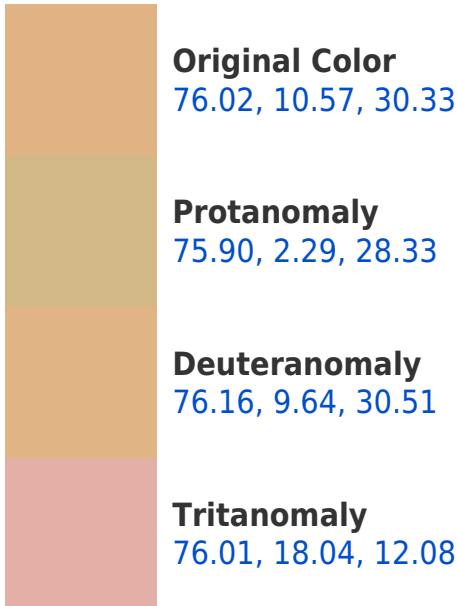 Original Color
76.02, 10.57, 30.33
Protanomaly
75.90, 2.29, 28.33
Deuteranomaly
76.16, 9.64, 30.51
Tritanomaly
76.01, 18.04, 12.08